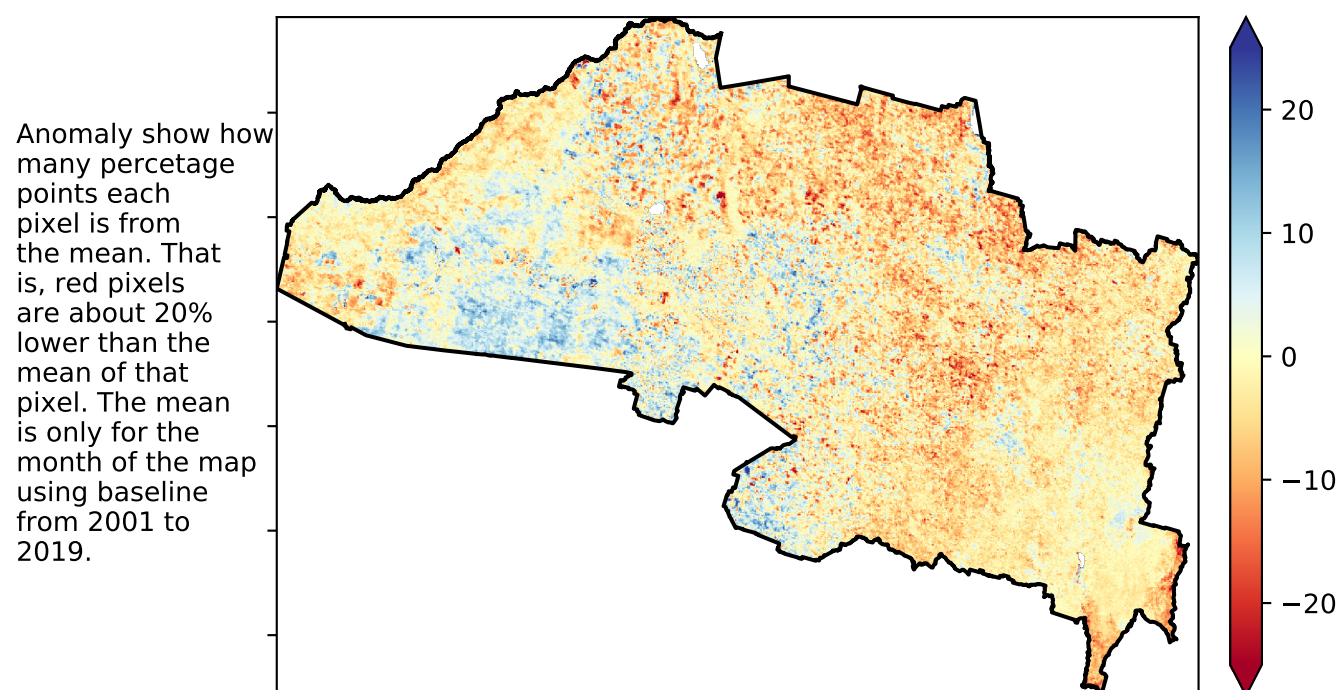 Anomaly show how
many percetage
points each
pixel is from
the mean. That
is, red pixels
are about 20%
lower than the
mean of that
pixel. The mean
is only for the
month of the map
using baseline
from 2001 to
2019.
20
10
0
−10
−20